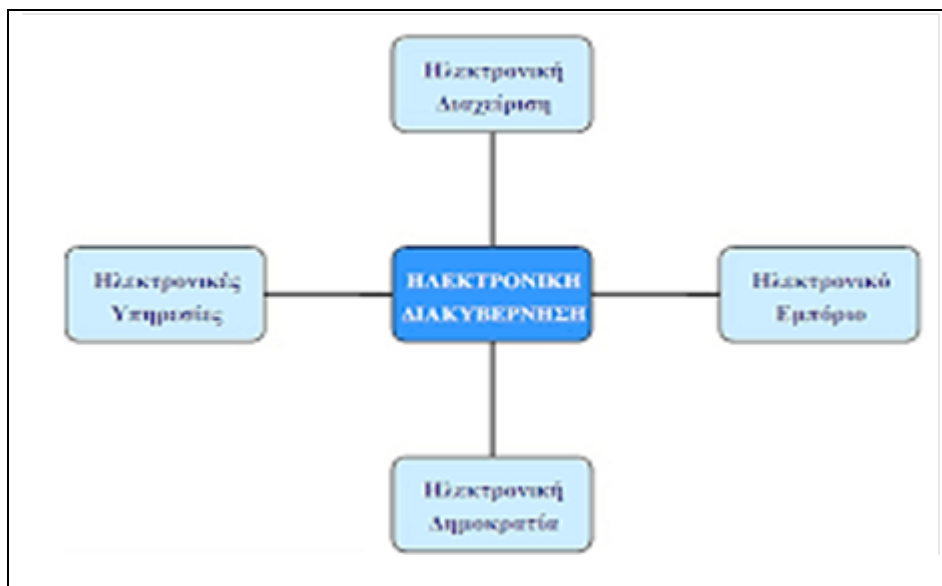 Ηλεκτρονική
Διαχείριση
Ηλεκτρονικές
Υπηρεσίες
ΗΛΕΚΤΡΟΝΙΚΗ
ΔΙΑΚΥΒΕΡΝΗΣΗ
Ηλεκτρονικό
Εμπόριο
Ηλεκτρονική
Δημοκρατία